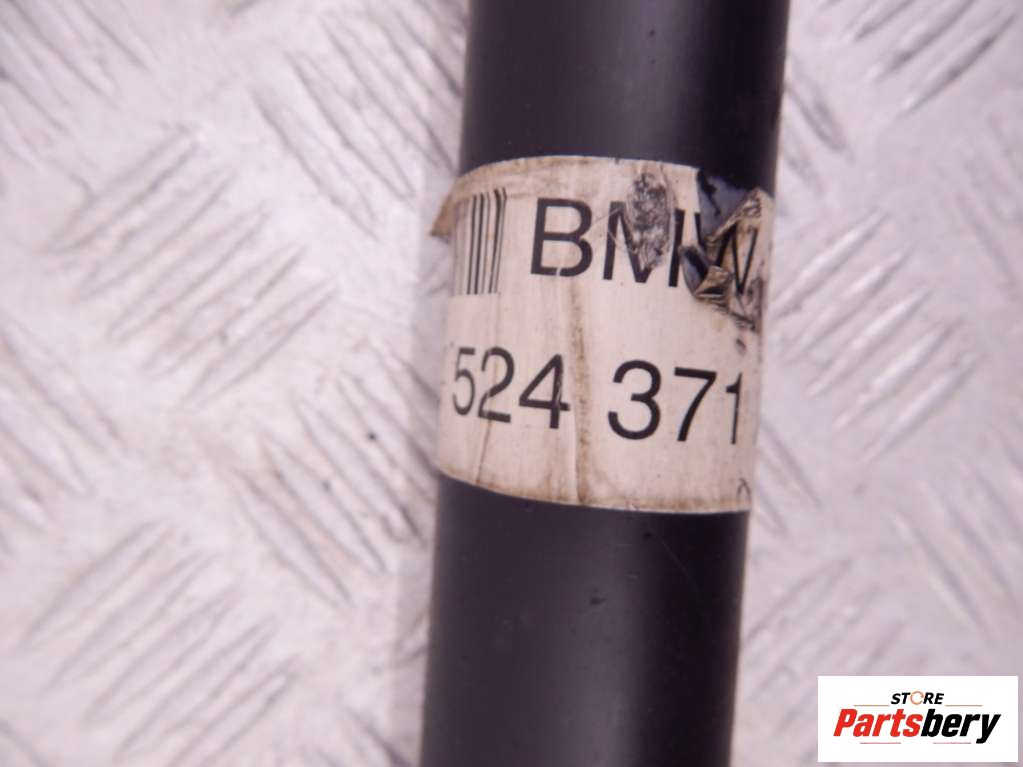 BMW
524 371
STORE
Partsbery